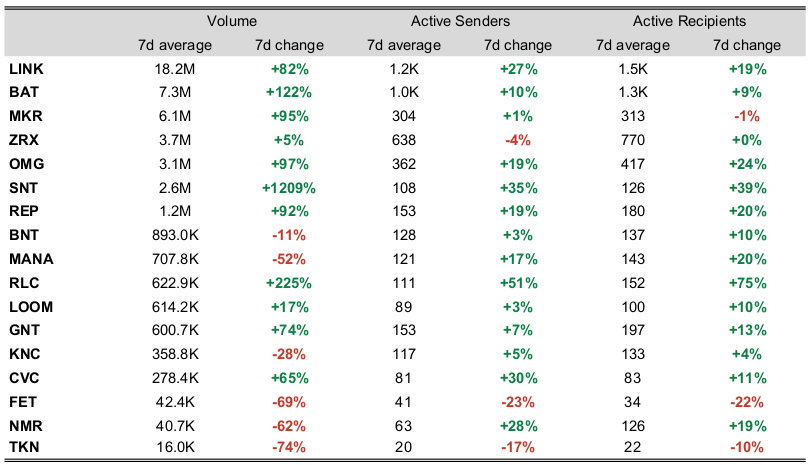 Volume Active Senders Active Recipients
7d average 7d change 7d average 7d change 7d average 7d change
LINK 18.2M +82% 1.2K +27% 1.5K +19%
BAT 7.3M +122% 1.0K +10% 1.3K +9%
MKR 6.1M +95% 304 +1% 313 -1%
ZRX 3.7M +5% 638 -4% 770 +0%
OMG 3.1M +97% 362 +19% 417 +24%
SNT 2.6M +1209% 108 +35% 126 +39%
REP 1.2M +92% 153 +19% 180 +20%
BNT 893.0K -11% 128 +3% 137 +10%
MANA 707.8K -52% 121 +17% 143 +20%
RLC 622.9K +225% 111 +51% 152 +75%
LOOM 614.2K +17% 89 +3% 100 +10%
GNT 600.7K +74% 153 +7% 197 +13%
KNC 358.8K -28% 117 +5% 133 +4%
CVC 278.4K +65% 81 +30% 83 +11%
FET 42.4K -69% 41 -23% 34 -22%
NMR 40.7K -62% 63 +28% 126 +19%
TKN 16.0K -74% 20 -17% 22 -10%